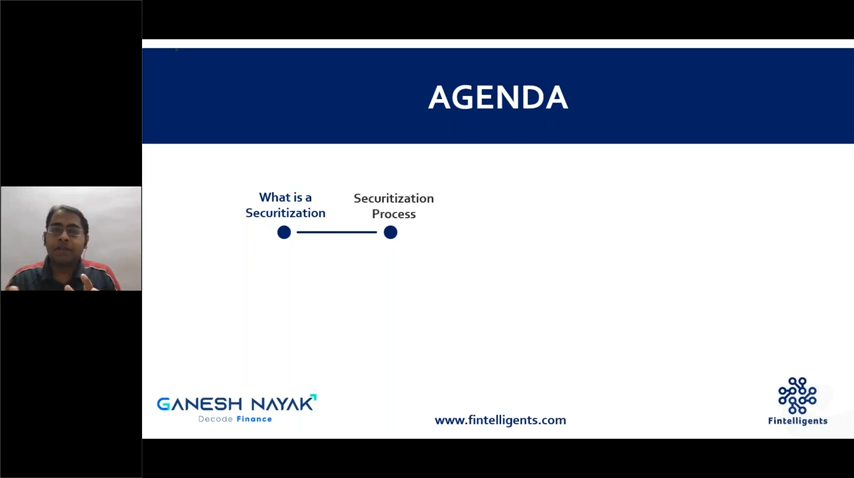 AGENDA
What is a
Securitization
Securitization
Process
GANESH NAYAK
Decode Finance
www.fintelligents.com
Fintelligents